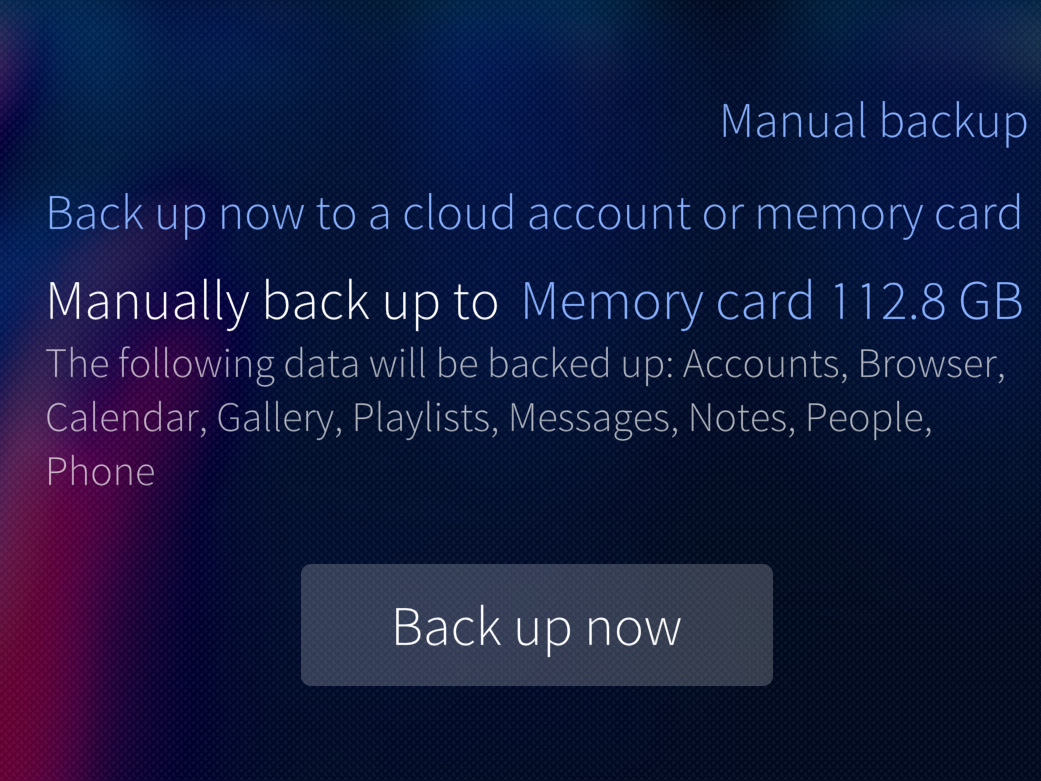 Manual backup
Back up now to a cloud account or memory card
Manually back up to Memory card 112.8 GB
The following data will be backed up: Accounts, Browser,
Calendar, Gallery, Playlists, Messages, Notes, People,
Phone
Back up now